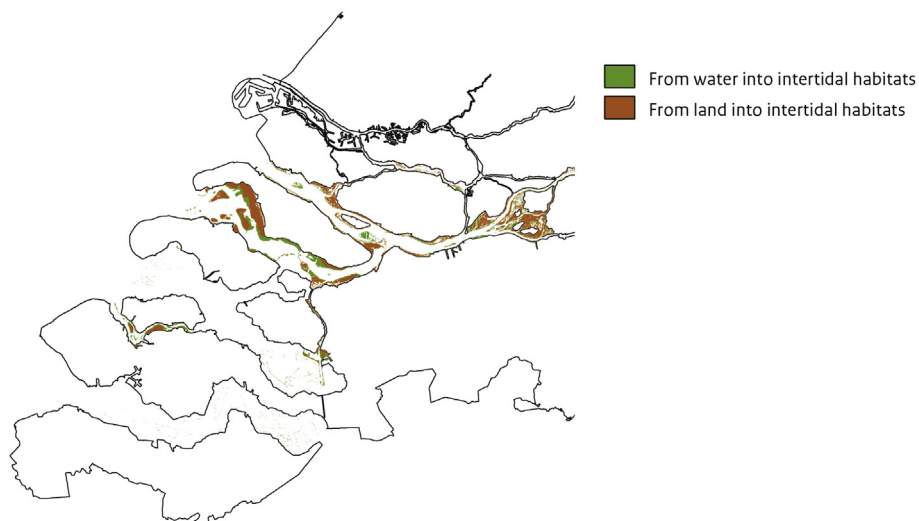 From water into intertidal habitats
From land into intertidal habitats